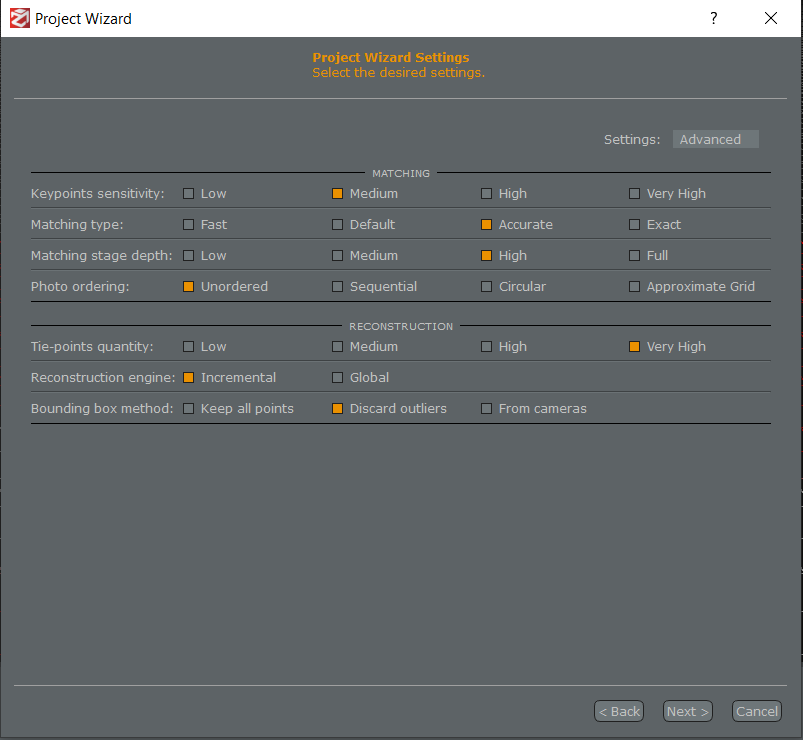 Project Wizard
?
Project Wizard Settings
Select the desired settings.
Settings: Advanced
MATCHING
Keypoints sensitivity: Low Medium High Very High
Matching type: Fast Default Accurate Exact
Matching stage depth: Low Medium High Full
Photo ordering: Unordered Sequential Circular Approximate Grid
RECONSTRUCTION
Tie-points quantity: Low Medium High Very High
Reconstruction engine: Incremental Global
Bounding box method: Keep all points Discard outliers From cameras
< Back Next > Cancel